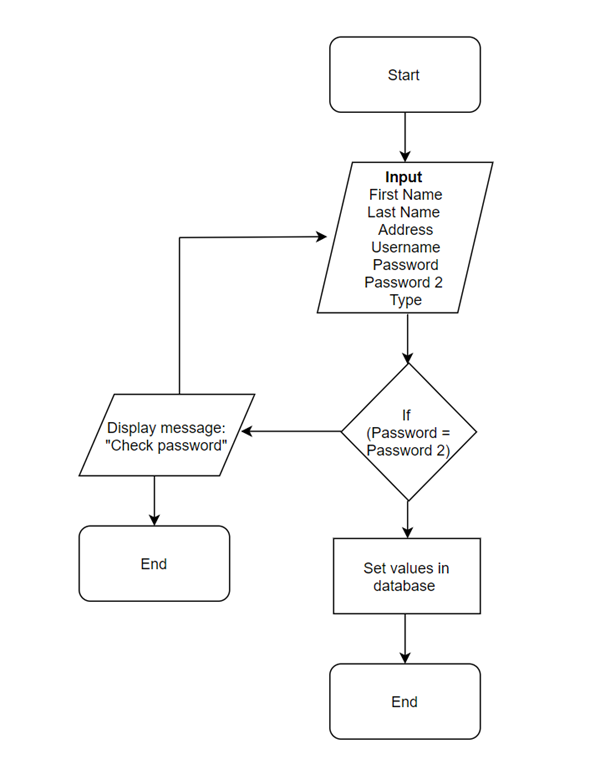 Start
Input
First Name
Last Name
Address
Username
Password
Password 2
Type
If
(Password =
Password 2)
Display message:
"Check password"
End
Set values in
database
End